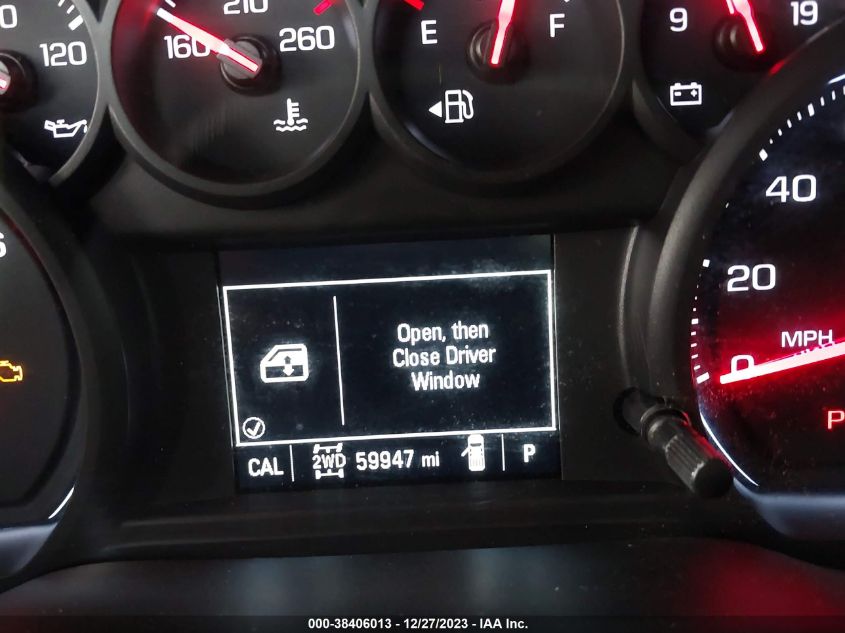 120
160
210
260
E
F
9
19
40
20
0
MPH
Open, then
Close Driver
Window
CAL
2WD
59947 mi
P
000-38406013 - 12/27/2023 - IAA Inc.